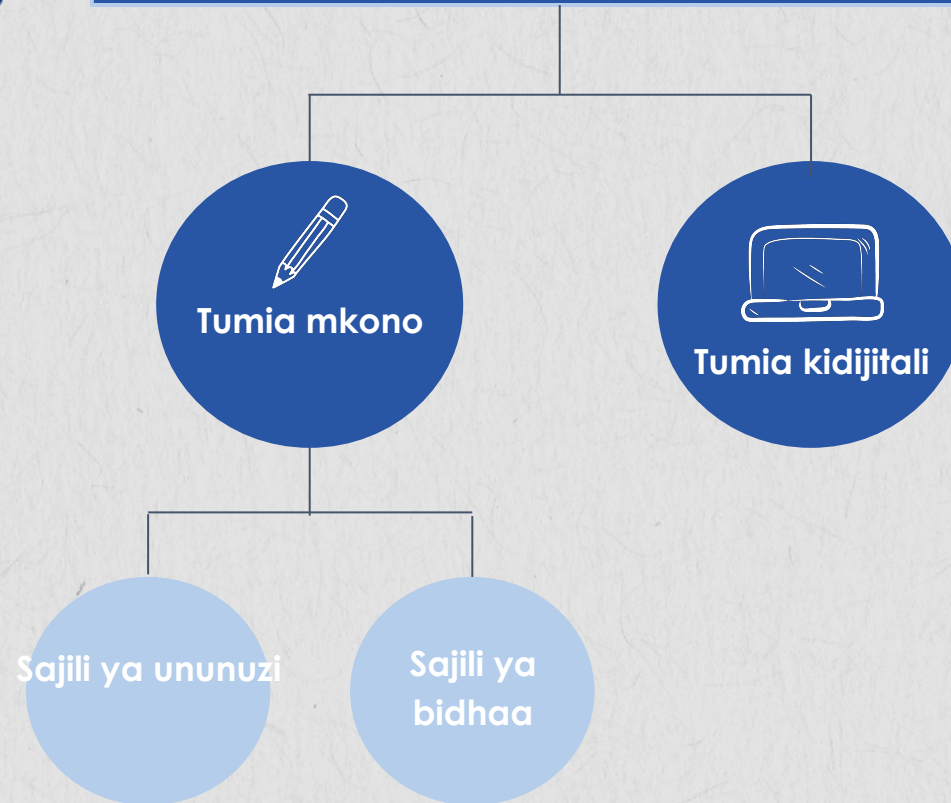 Tumia mkono
Tumia kidijitali
Sajili ya ununuzi
Sajili ya
bidhaa